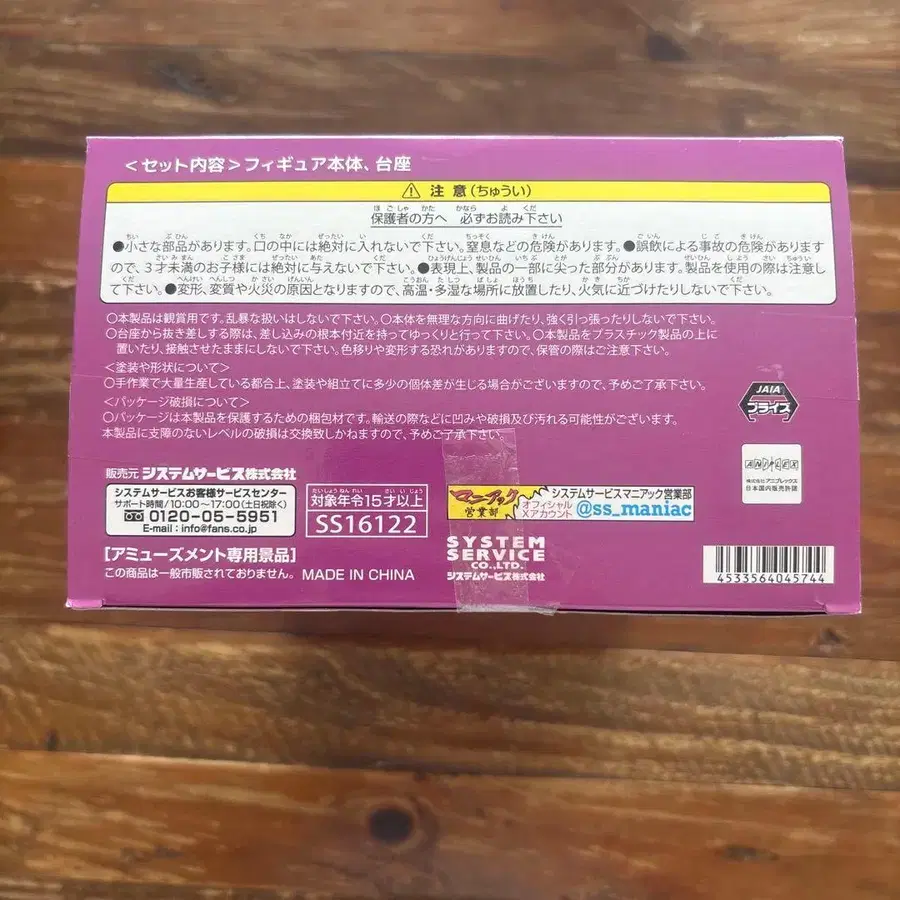 ＜セット内容＞フィギュア本体、台座
⚠ 注意(ちゅうい)
保護者の方へ 必ずお読み下さい
●小さな部品があります。口の中には絶対に入れないで下さい。窒息などの危険があります。●誤飲による事故の危険があります
ので、3才未満のお子様には絶対に与えないで下さい。●表現上、製品の一部に尖った部分があります。製品を使用の際は注意し
て下さい。●変形、変質や火災の原因となりますので、高温・多湿な場所に放置したり、火気に近づけたりしないで下さい。
○本製品は観賞用です。乱暴な扱いはしないで下さい。○本体を無理な方向に曲げたり、強く引っ張ったりしないで下さい。
○台座から抜き差しする際は、差し込みの根本付近を持ってゆっくりと行って下さい。○本製品をプラスチック製品の上に
置いたり、接触させたままにしないで下さい。色移りや変形する恐れがありますので、保管の際はご注意下さい。
＜塗装や形状について＞
○手作業で大量生産している都合上、塗装や組立てに多少の個体差が生じる場合がございますので、予めご了承下さい。
＜パッケージ破損について＞
○パッケージは本製品を保護するための梱包材です。輸送の際などに凹みや破損及び汚れる可能性がございます。
本製品に支障のないレベルの破損は交換致しかねますので、予めご了承下さい。
JAIA
プライズ
ANIPLEX
株式会社アニプレックス
日本国内販売許諾
販売元 システムサービス株式会社
システムサービスお客様サービスセンター
サポート時間/10:00～17:00(土日祝除く)
0120-05-5951
E-mail : info@fans.co.jp
対象年令15才以上
SS16122
マニアック
営業部
システムサービスマニアック営業部
オフィシャル
Xアカウント
@ss_maniac
SYSTEM
SERVICE
CO.,LTD.
システムサービス株式会社
[アミューズメント専用景品]
この商品は一般市販されておりません。 MADE IN CHINA
4533564045744